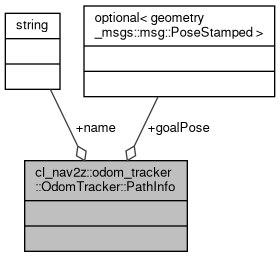 string
optional< geometry
_msgs::msg::PoseStamped >
+name
+goalPose
cl_nav2z::odom_tracker
::OdomTracker::PathInfo